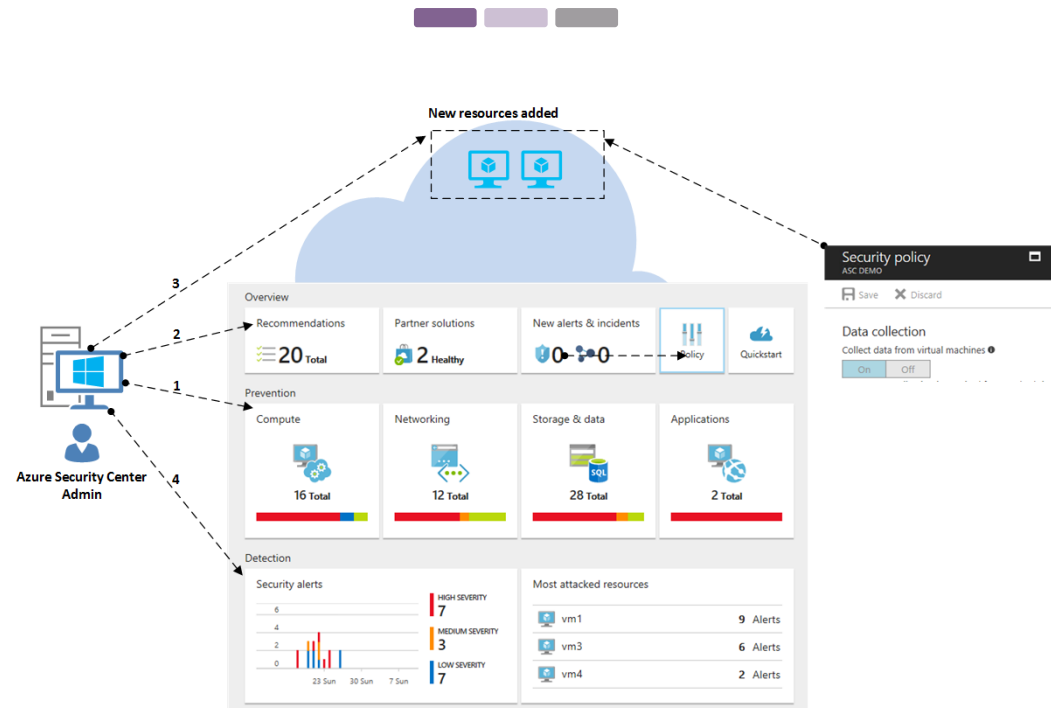 New resources added
Security policy
ASC DEMO
Save Discard
Data collection
Collect data from virtual machines
On Off
3
2
1
4
Azure Security Center
Admin
Overview
Recommendations
20 Total
Partner solutions
2 Healthy
New alerts & incidents
0 0
Policy
Quickstart
Prevention
Compute
16 Total
Networking
12 Total
Storage & data
SQL
28 Total
Applications
2 Total
Detection
Security alerts
6
4
2
0
23 Sun 30 Sun 7 Sun
HIGH SEVERITY
7
MEDIUM SEVERITY
3
LOW SEVERITY
7
Most attacked resources
vm1 9 Alerts
vm3 6 Alerts
vm4 2 Alerts